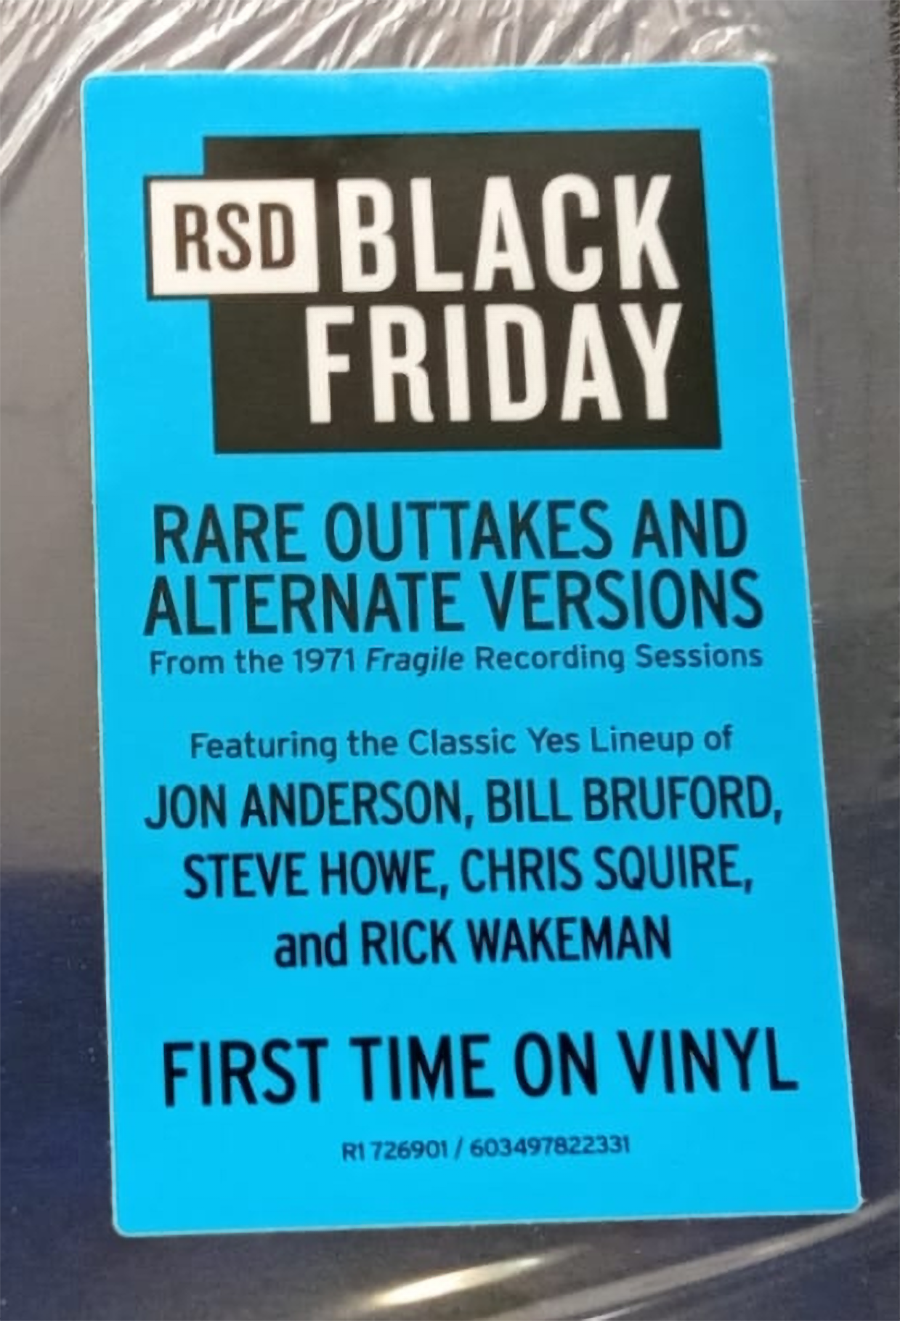 RSD BLACK
FRIDAY
RARE OUTTAKES AND
ALTERNATE VERSIONS
From the 1971 Fragile Recording Sessions
Featuring the Classic Yes Lineup of
JON ANDERSON, BILL BRUFORD,
STEVE HOWE, CHRIS SQUIRE,
and RICK WAKEMAN
FIRST TIME ON VINYL
R1 726901 / 603497822331